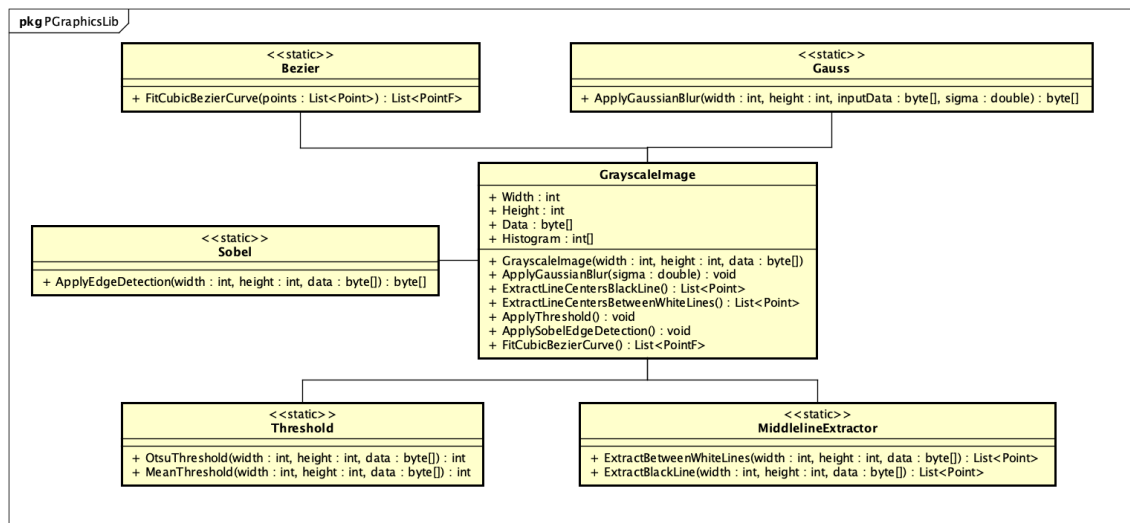 pkg PGraphicsLib
<<static>>
Bezier
+ FitCubicBezierCurve(points : List<Point>) : List<PointF>
<<static>>
Gauss
+ ApplyGaussianBlur(width : int, height : int, inputData : byte[], sigma : double) : byte[]
GrayscaleImage
+ Width : int
+ Height : int
+ Data : byte[]
+ Histogram : int[]
+ GrayscaleImage(width : int, height : int, data : byte[])
+ ApplyGaussianBlur(sigma : double) : void
+ ExtractLineCentersBlackLine() : List<Point>
+ ExtractLineCentersBetweenWhiteLines() : List<Point>
+ ApplyThreshold() : void
+ ApplySobelEdgeDetection() : void
+ FitCubicBezierCurve() : List<PointF>
<<static>>
Sobel
+ ApplyEdgeDetection(width : int, height : int, data : byte[]) : byte[]
<<static>>
Threshold
+ OtsuThreshold(width : int, height : int, data : byte[]) : int
+ MeanThreshold(width : int, height : int, data : byte[]) : int
<<static>>
MiddlelineExtractor
+ ExtractBetweenWhiteLines(width : int, height : int, data : byte[]) : List<Point>
+ ExtractBlackLine(width : int, height : int, data : byte[]) : List<Point>